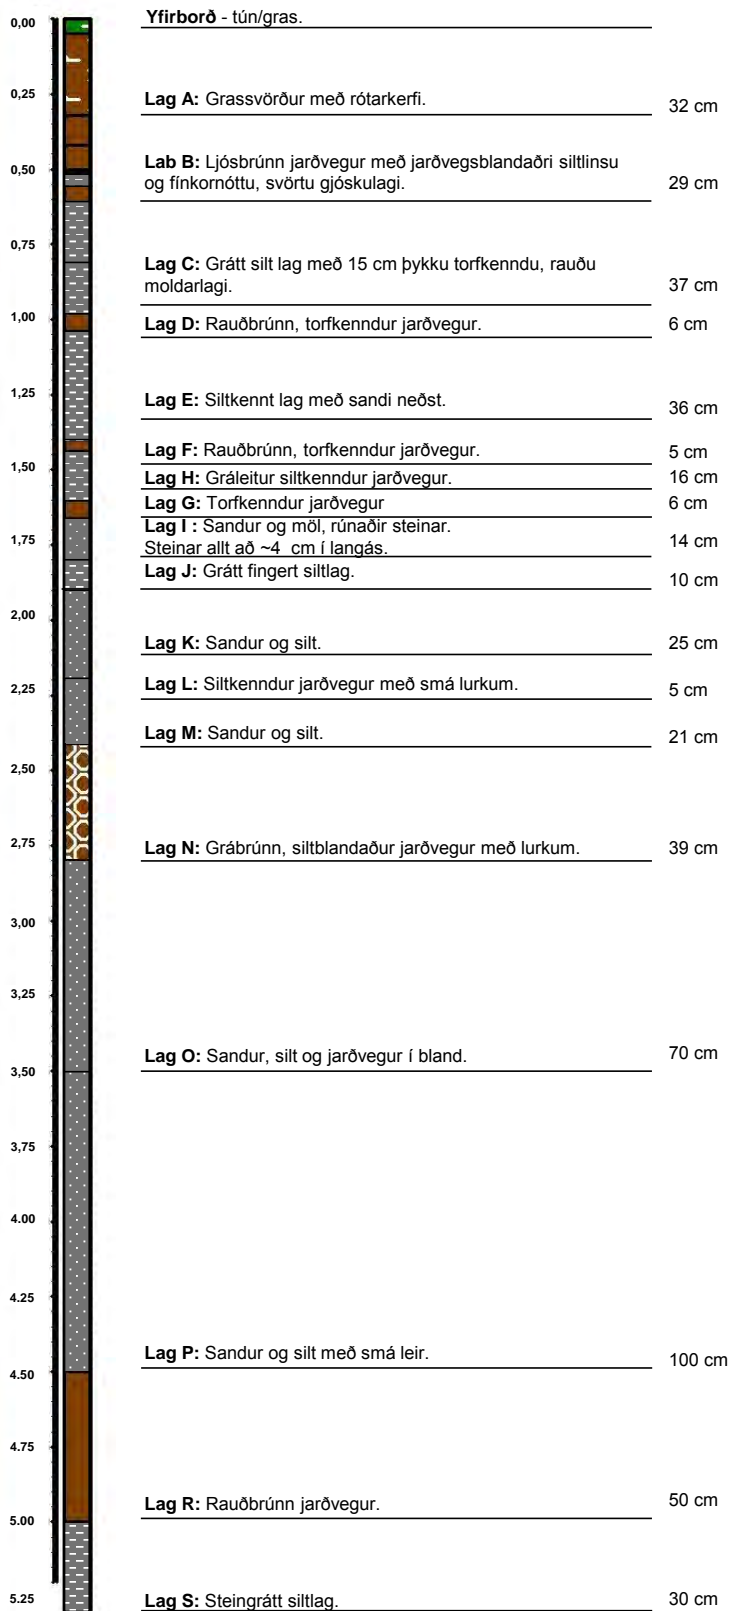 0,00
Yfirborð - tún/gras.
0,25
Lag A: Grassvörður með rótarkerfi.
32 cm
0,50
Lab B: Ljósbrúnn jarðvegur með jarðvegsblandaðri siltlinsu
og fínkornóttu, svörtu gjóskulagi.
29 cm
0,75
Lag C: Grátt silt lag með 15 cm þykku torfkenndu, rauðu
moldarlagi.
37 cm
1,00
Lag D: Rauðbrúnn, torfkenndur jarðvegur.
6 cm
1,25
Lag E: Siltkennt lag með sandi neðst.
36 cm
Lag F: Rauðbrúnn, torfkenndur jarðvegur.
5 cm
1,50
Lag H: Gráleitur siltkenndur jarðvegur.
16 cm
Lag G: Torfkenndur jarðvegur
6 cm
Lag I : Sandur og möl, rúnaðir steinar.
Steinar allt að ~4 cm í langás.
14 cm
1,75
Lag J: Grátt fingert siltlag.
10 cm
2,00
Lag K: Sandur og silt.
25 cm
2,25
Lag L: Siltkenndur jarðvegur með smá lurkum.
5 cm
Lag M: Sandur og silt.
21 cm
2,50
2,75
Lag N: Grábrúnn, siltblandaður jarðvegur með lurkum.
39 cm
3,00
3,25
Lag O: Sandur, silt og jarðvegur í bland.
70 cm
3,50
3,75
4.00
4.25
Lag P: Sandur og silt með smá leir.
100 cm
4.50
4.75
Lag R: Rauðbrúnn jarðvegur.
50 cm
5.00
5.25
Lag S: Steingrátt siltlag.
30 cm